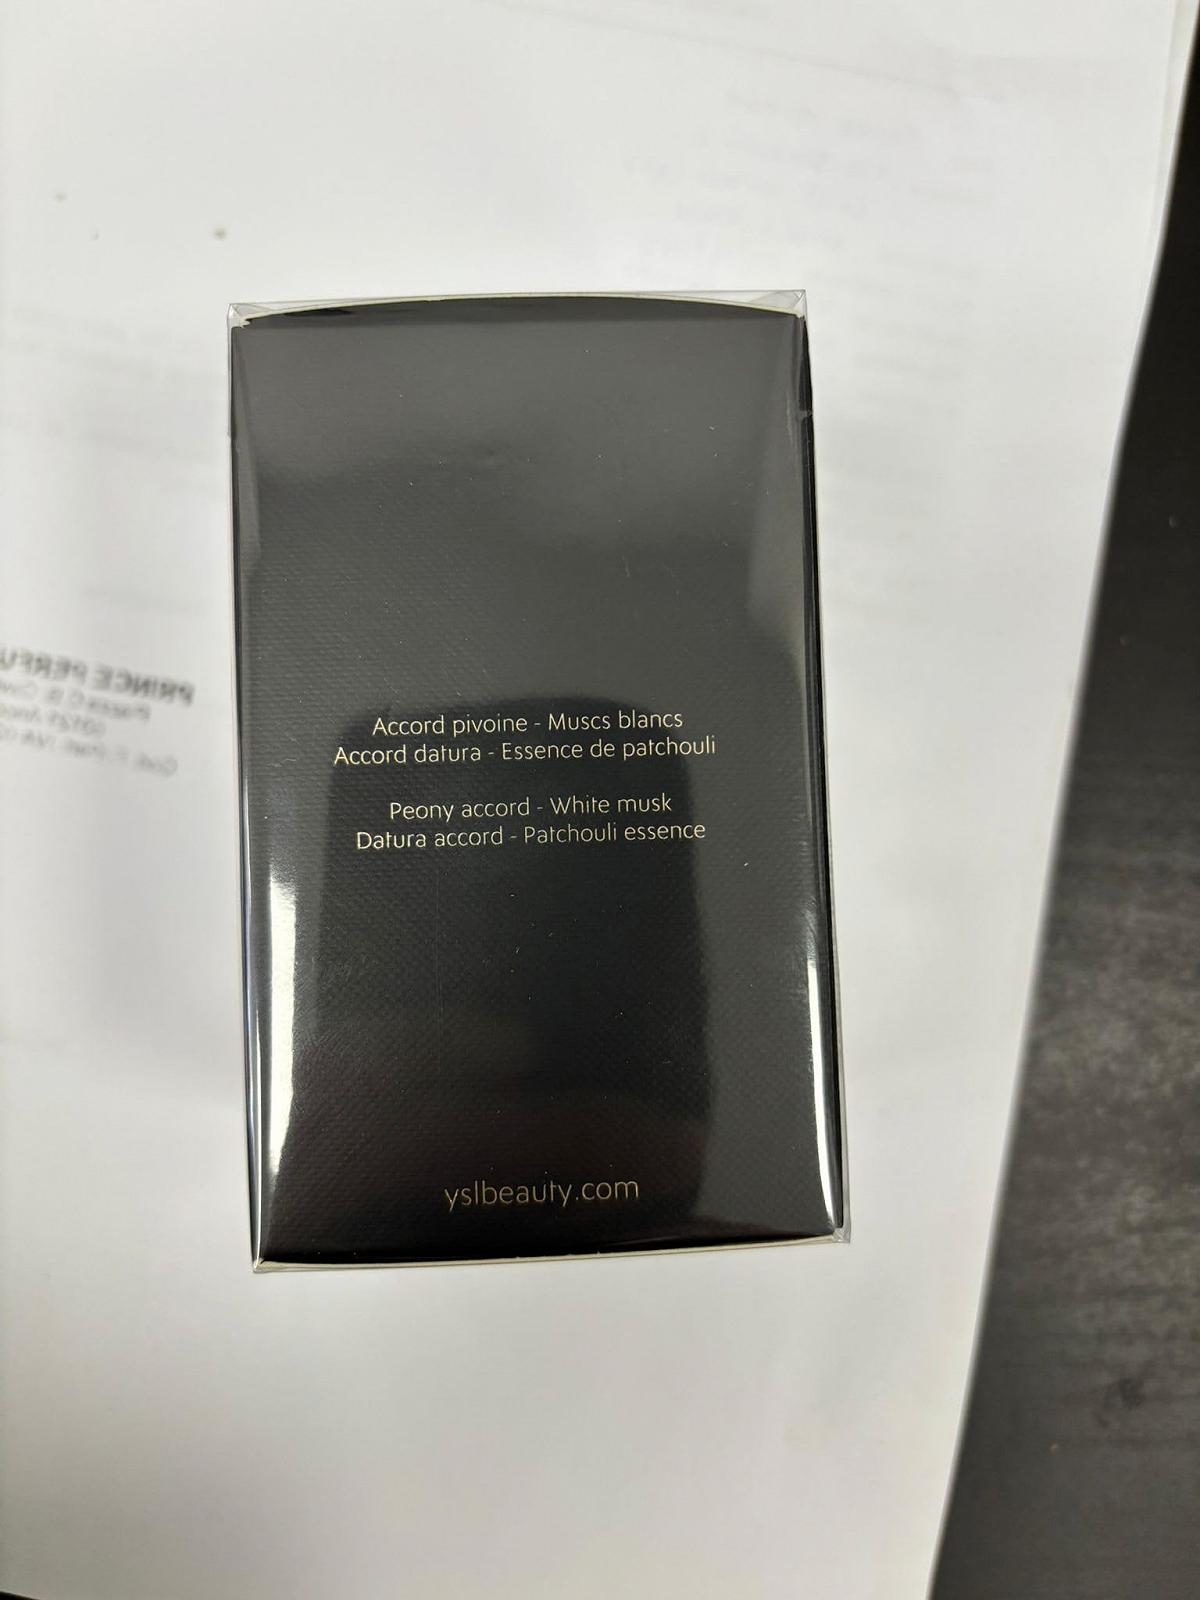 Accord pivoine - Muscs blancs
Accord datura - Essence de patchouli
Peony accord - White musk
Datura accord - Patchouli essence
yslbeauty.com
PRINCE